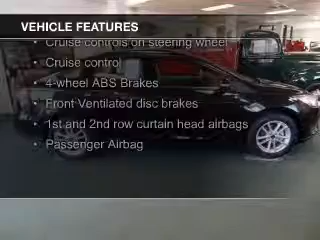 VEHICLE FEATURES
• Cruise controls on steering wheel
• Cruise control
• 4-wheel ABS Brakes
• Front Ventilated disc brakes
• 1st and 2nd row curtain head airbags
• Passenger Airbag